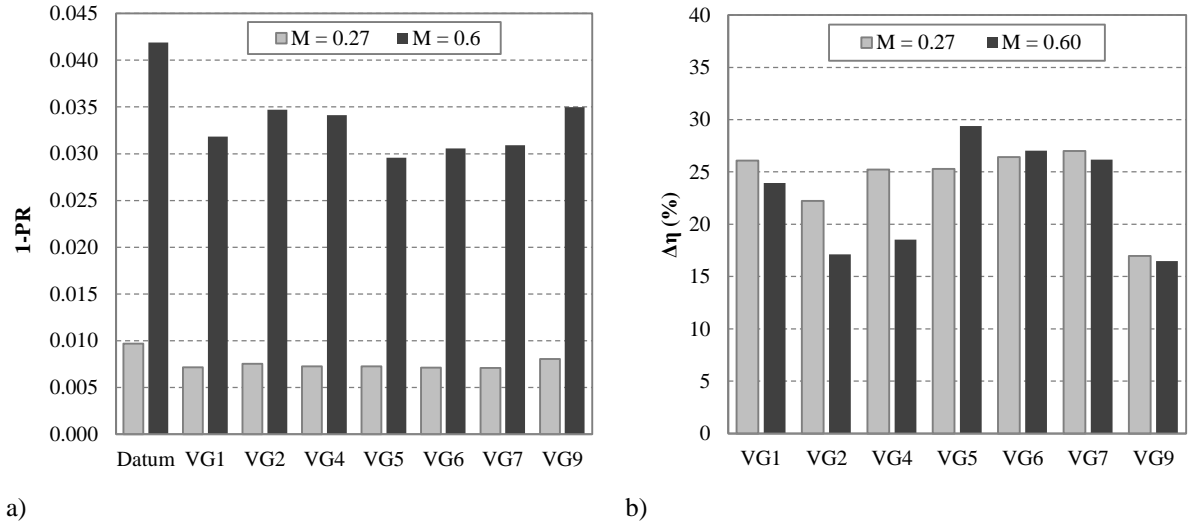 0.045
0.040
0.035
0.030
0.025
0.020
0.015
0.010
0.005
0.000
1-PR
M = 0.27 M = 0.6
Datum VG1 VG2 VG4 VG5 VG6 VG7 VG9
a)
40
35
30
25
20
15
10
5
0
Δη (%)
M = 0.27 M = 0.60
VG1 VG2 VG4 VG5 VG6 VG7 VG9
b)